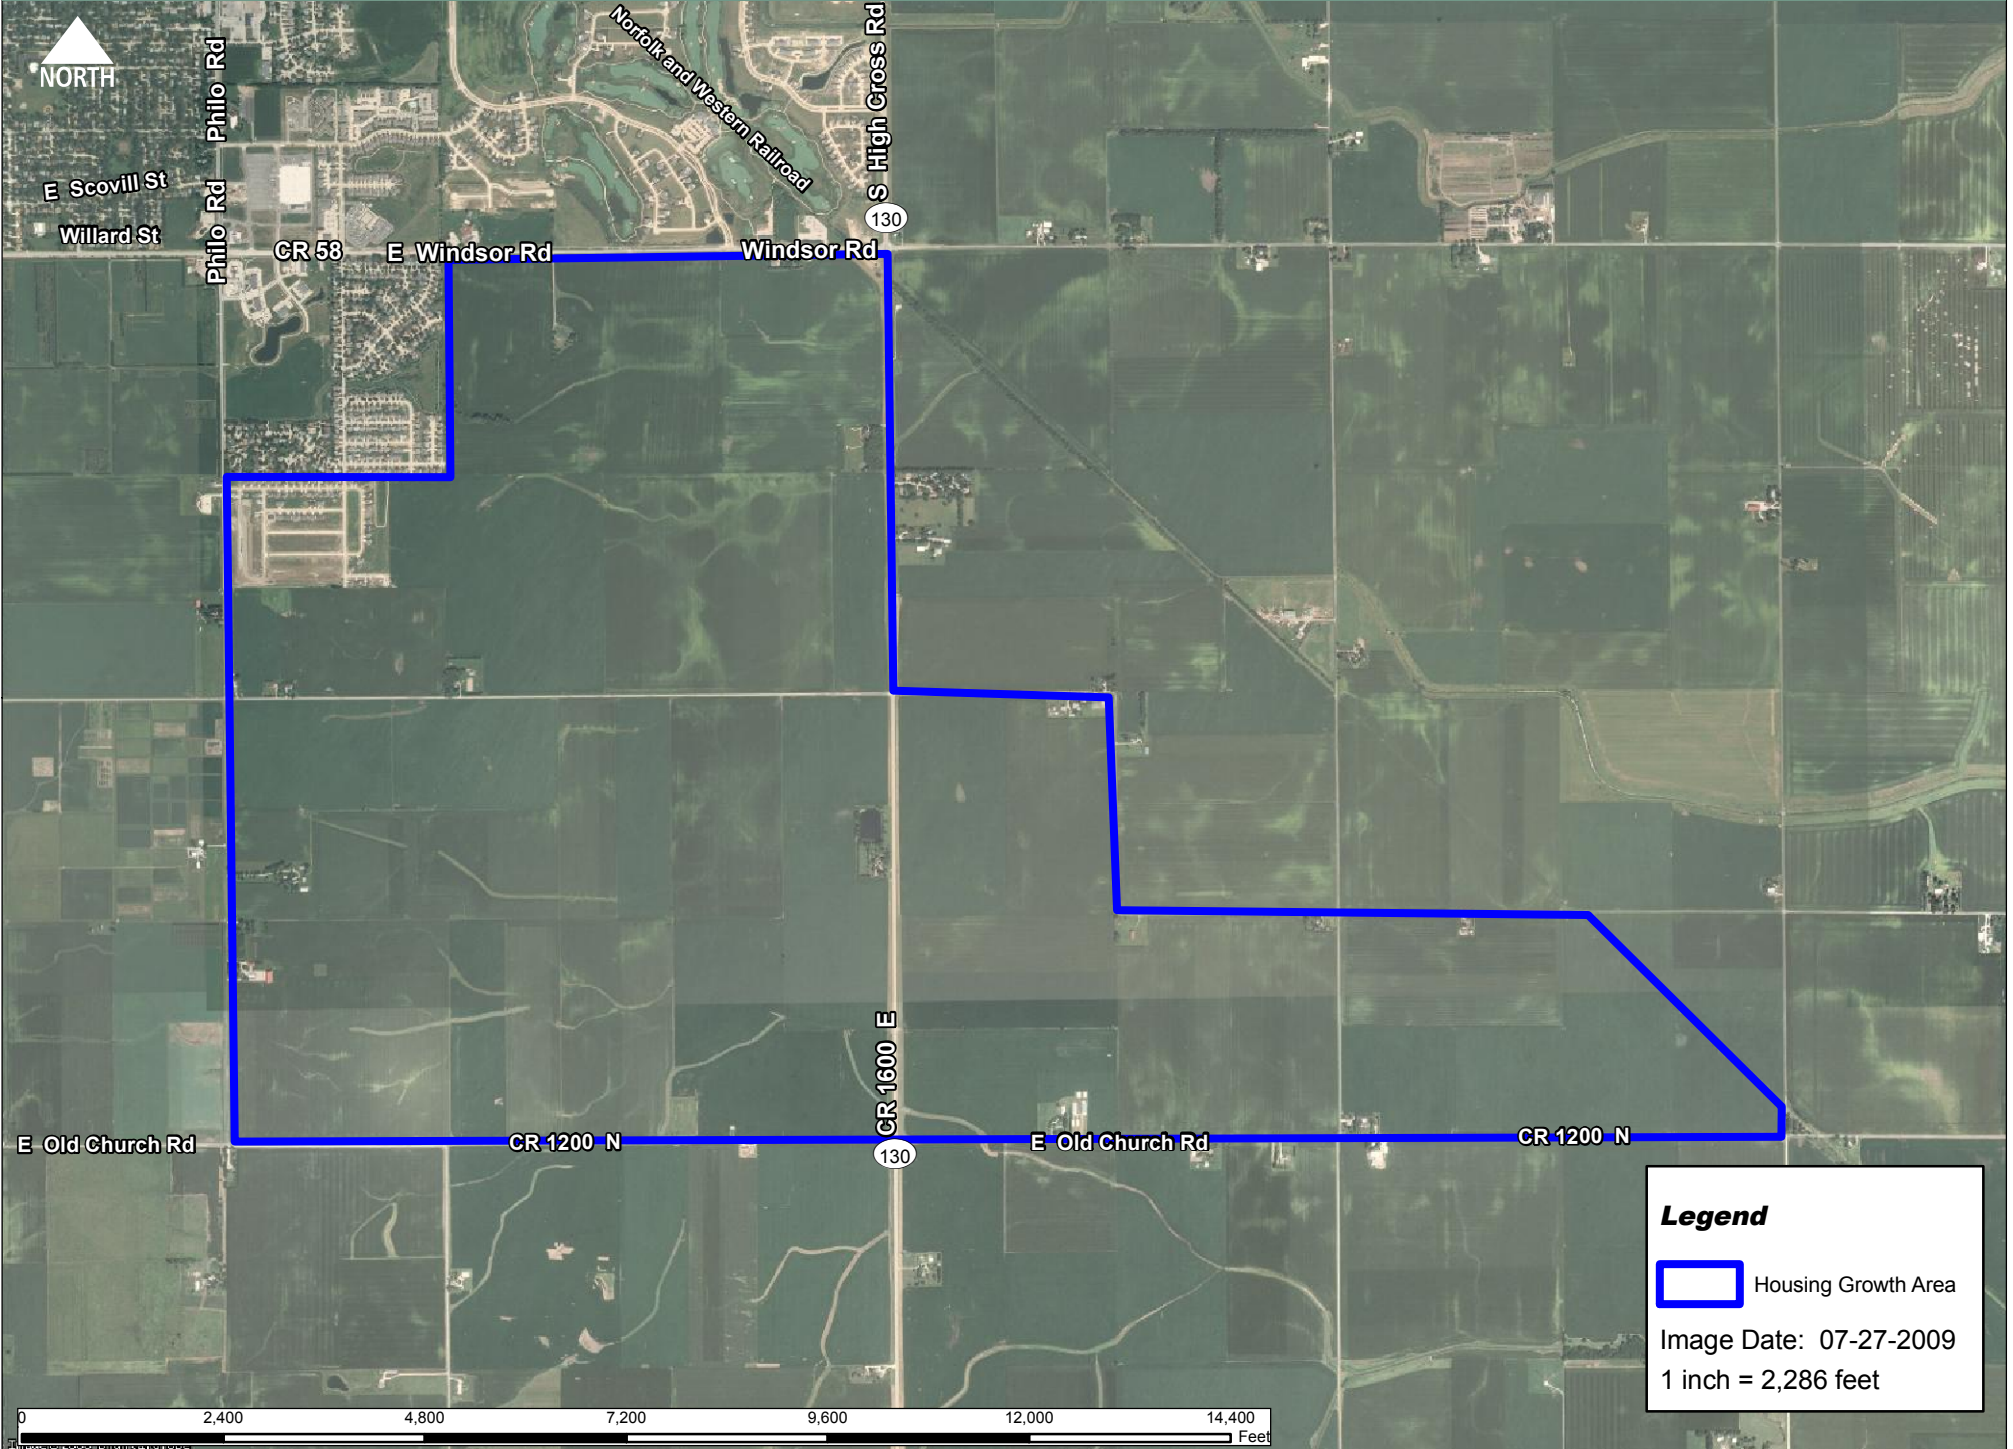 NORTH
Philo Rd
Norfolk and Western Railroad
S High Cross Rd
E Scovill St
Philo Rd
130
Willard St
CR 58
E Windsor Rd
Windsor Rd
CR 1600 E
E Old Church Rd
CR 1200 N
130
E Old Church Rd
CR 1200 N
Legend
Housing Growth Area
Image Date: 07-27-2009
1 inch = 2,286 feet
0 2,400 4,800 7,200 9,600 12,000 14,400
Feet